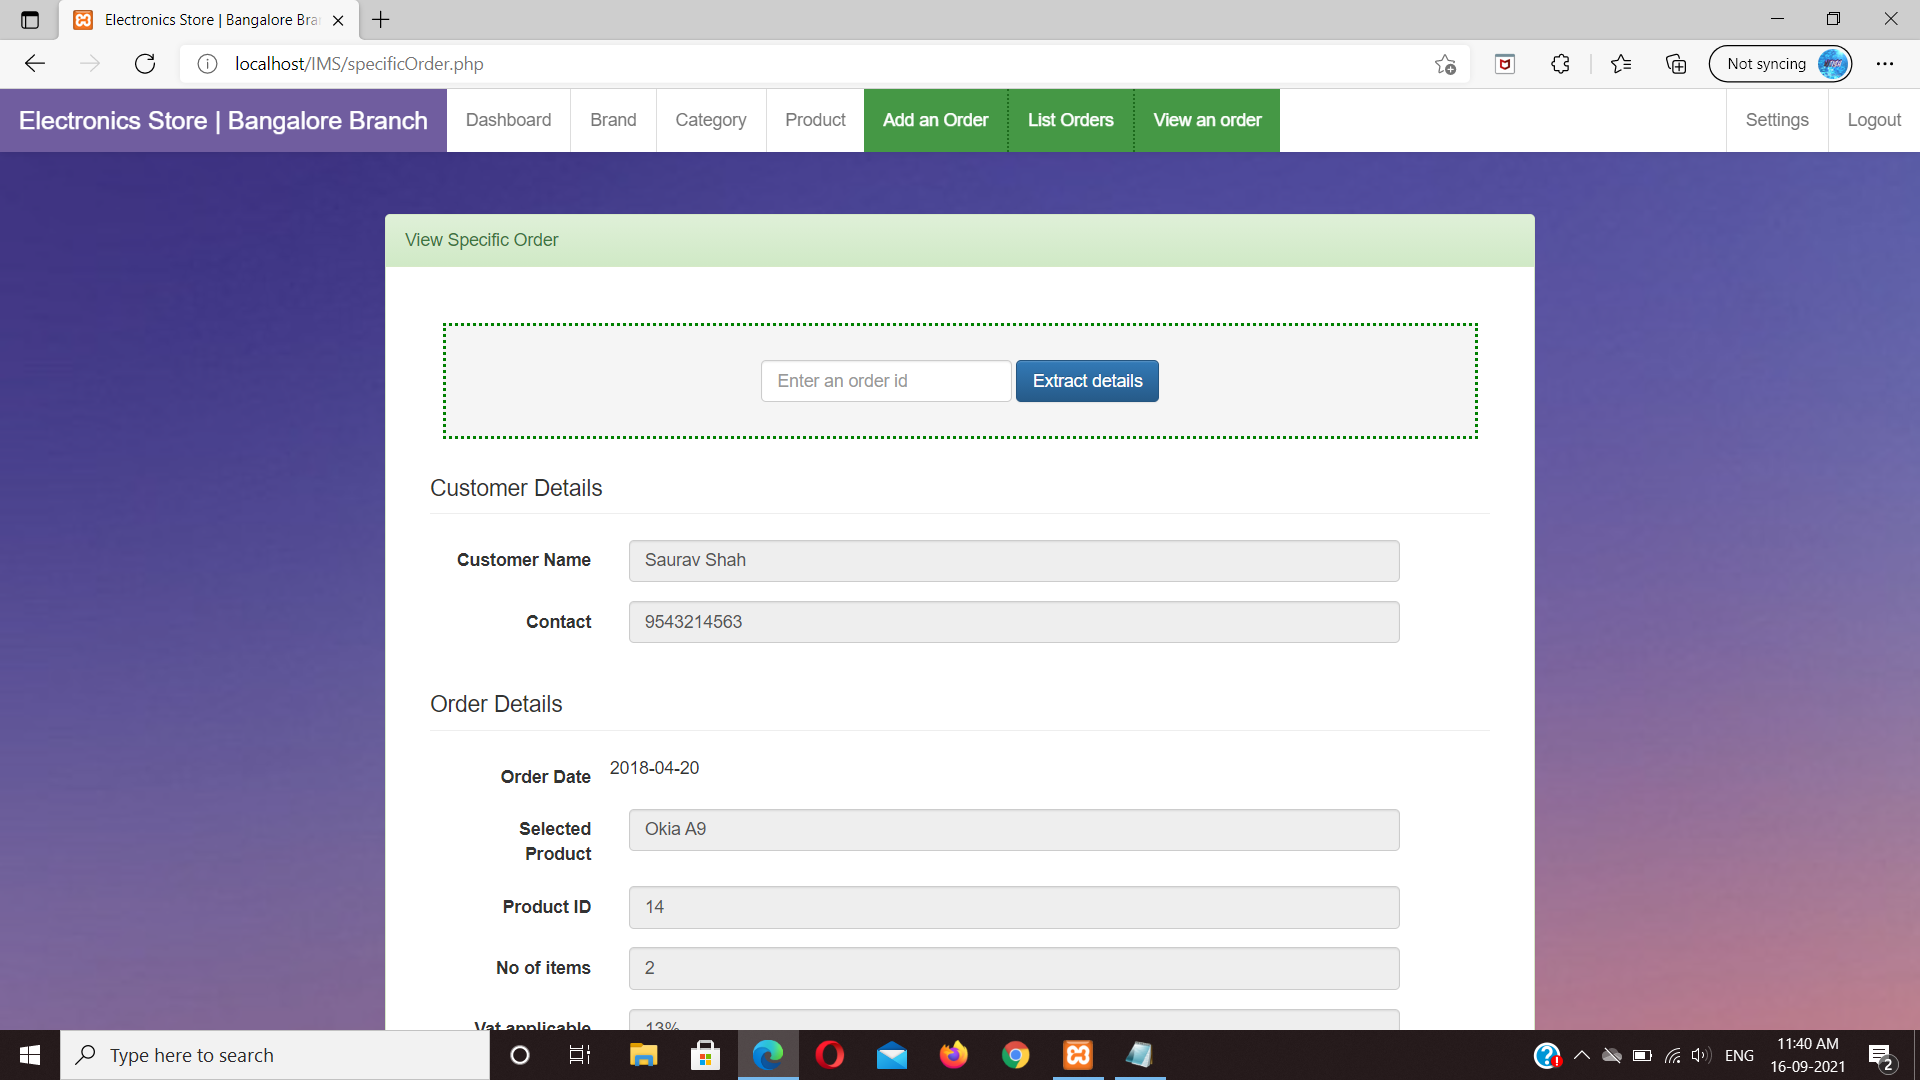 Electronics Store | Bangalore Bra
localhost/IMS/specificOrder.php
Not syncing
Electronics Store | Bangalore Branch
Dashboard
Brand
Category
Product
Add an Order
List Orders
View an order
Settings
Logout
View Specific Order
Enter an order id
Extract details
Customer Details
Customer Name
Saurav Shah
Contact
9543214563
Order Details
Order Date
2018-04-20
Selected
Product
Okia A9
Product ID
14
No of items
2
Vat applicable
13%
Type here to search
ENG
11:40 AM
16-09-2021
2